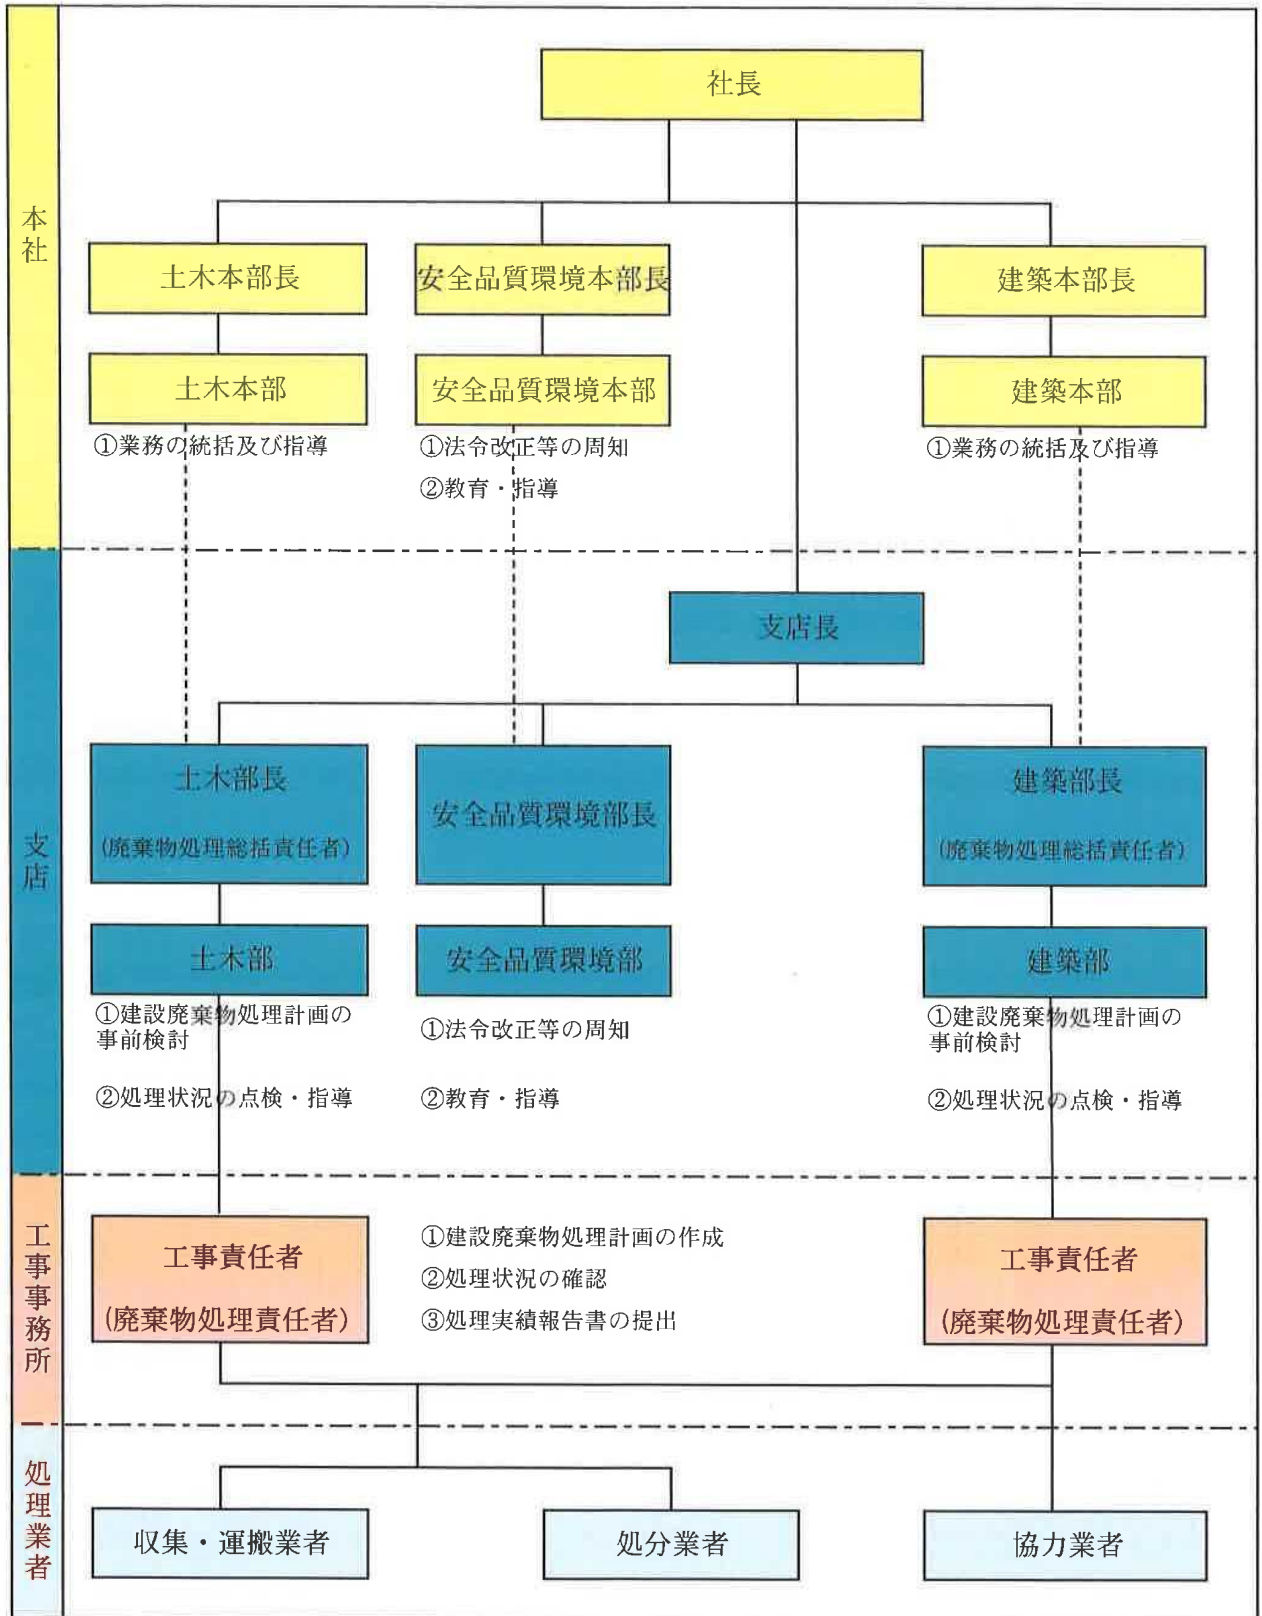 本社
社長
土木本部長
安全品質環境本部長
建築本部長
土木本部
安全品質環境本部
建築本部
①業務の統括及び指導
①法令改正等の周知
②教育・指導
①業務の統括及び指導
支店
支店長
土木部長
(廃棄物処理総括責任者)
安全品質環境部長
建築部長
(廃棄物処理総括責任者)
土木部
安全品質環境部
建築部
①建設廃棄物処理計画の
事前検討
②処理状況の点検・指導
①法令改正等の周知
②教育・指導
①建設廃棄物処理計画の
事前検討
②処理状況の点検・指導
工事事務所
工事責任者
(廃棄物処理責任者)
①建設廃棄物処理計画の作成
②処理状況の確認
③処理実績報告書の提出
工事責任者
(廃棄物処理責任者)
処理業者
収集・運搬業者
処分業者
協力業者